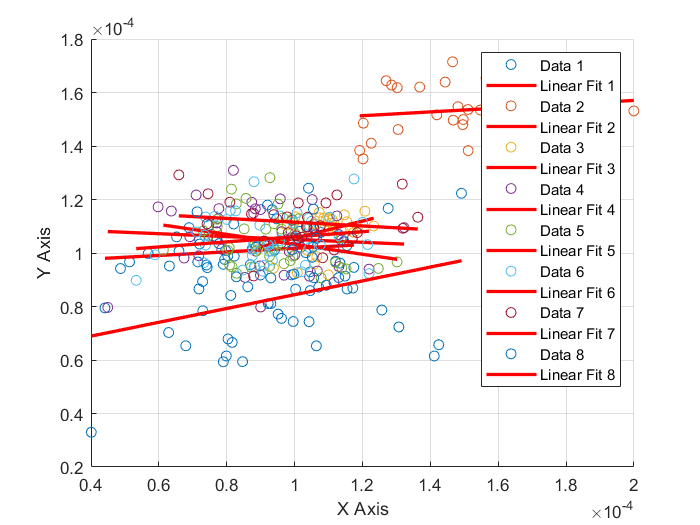 ×10-4
1.8
1.6
1.4
1.2
1
0.8
0.6
0.4
0.2
Y Axis
0.4 0.6 0.8 1 1.2 1.4 1.6 1.8 2
X Axis
×10-4
Data 1
Linear Fit 1
Data 2
Linear Fit 2
Data 3
Linear Fit 3
Data 4
Linear Fit 4
Data 5
Linear Fit 5
Data 6
Linear Fit 6
Data 7
Linear Fit 7
Data 8
Linear Fit 8